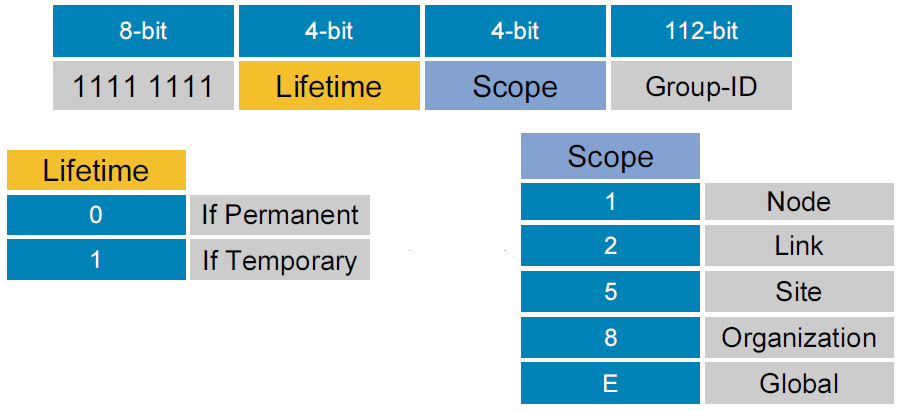 8-bit 4-bit 4-bit 112-bit
1111 1111 Lifetime Scope Group-ID
Lifetime
0 If Permanent
1 If Temporary
Scope
1 Node
2 Link
5 Site
8 Organization
E Global